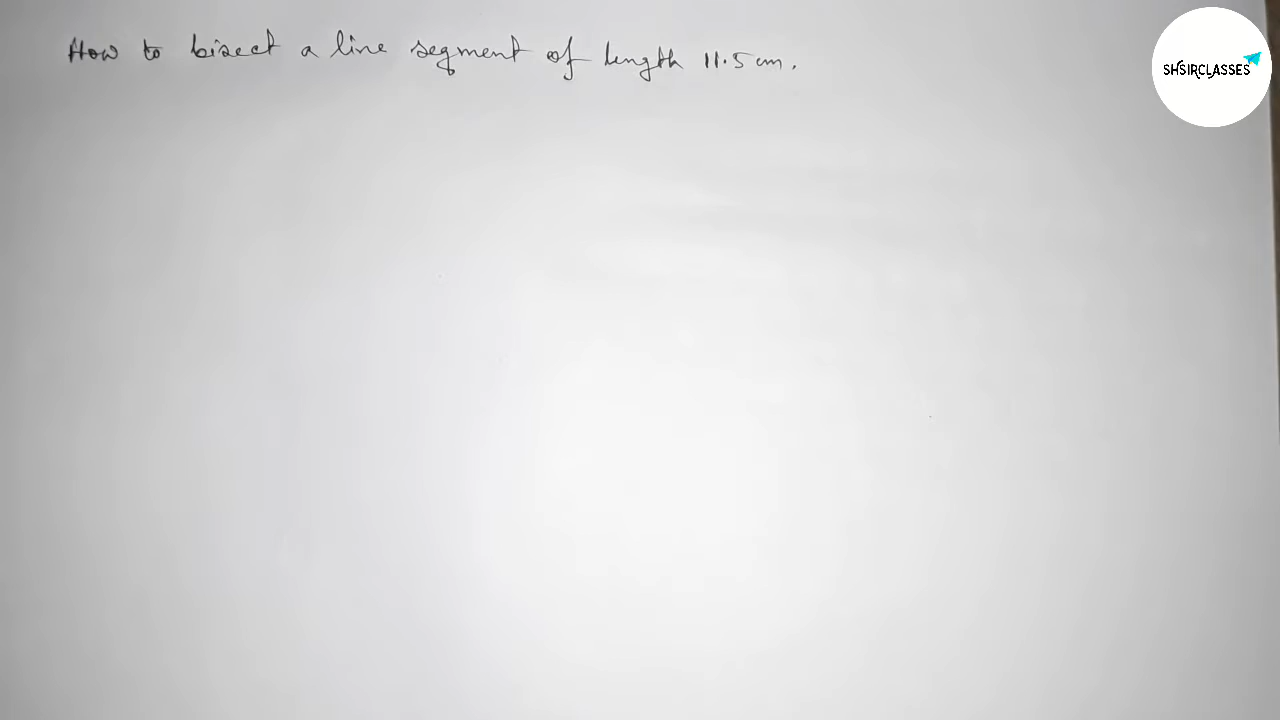 How to bisect a line segment of length 11.5 cm.
SHSIRCLASSES